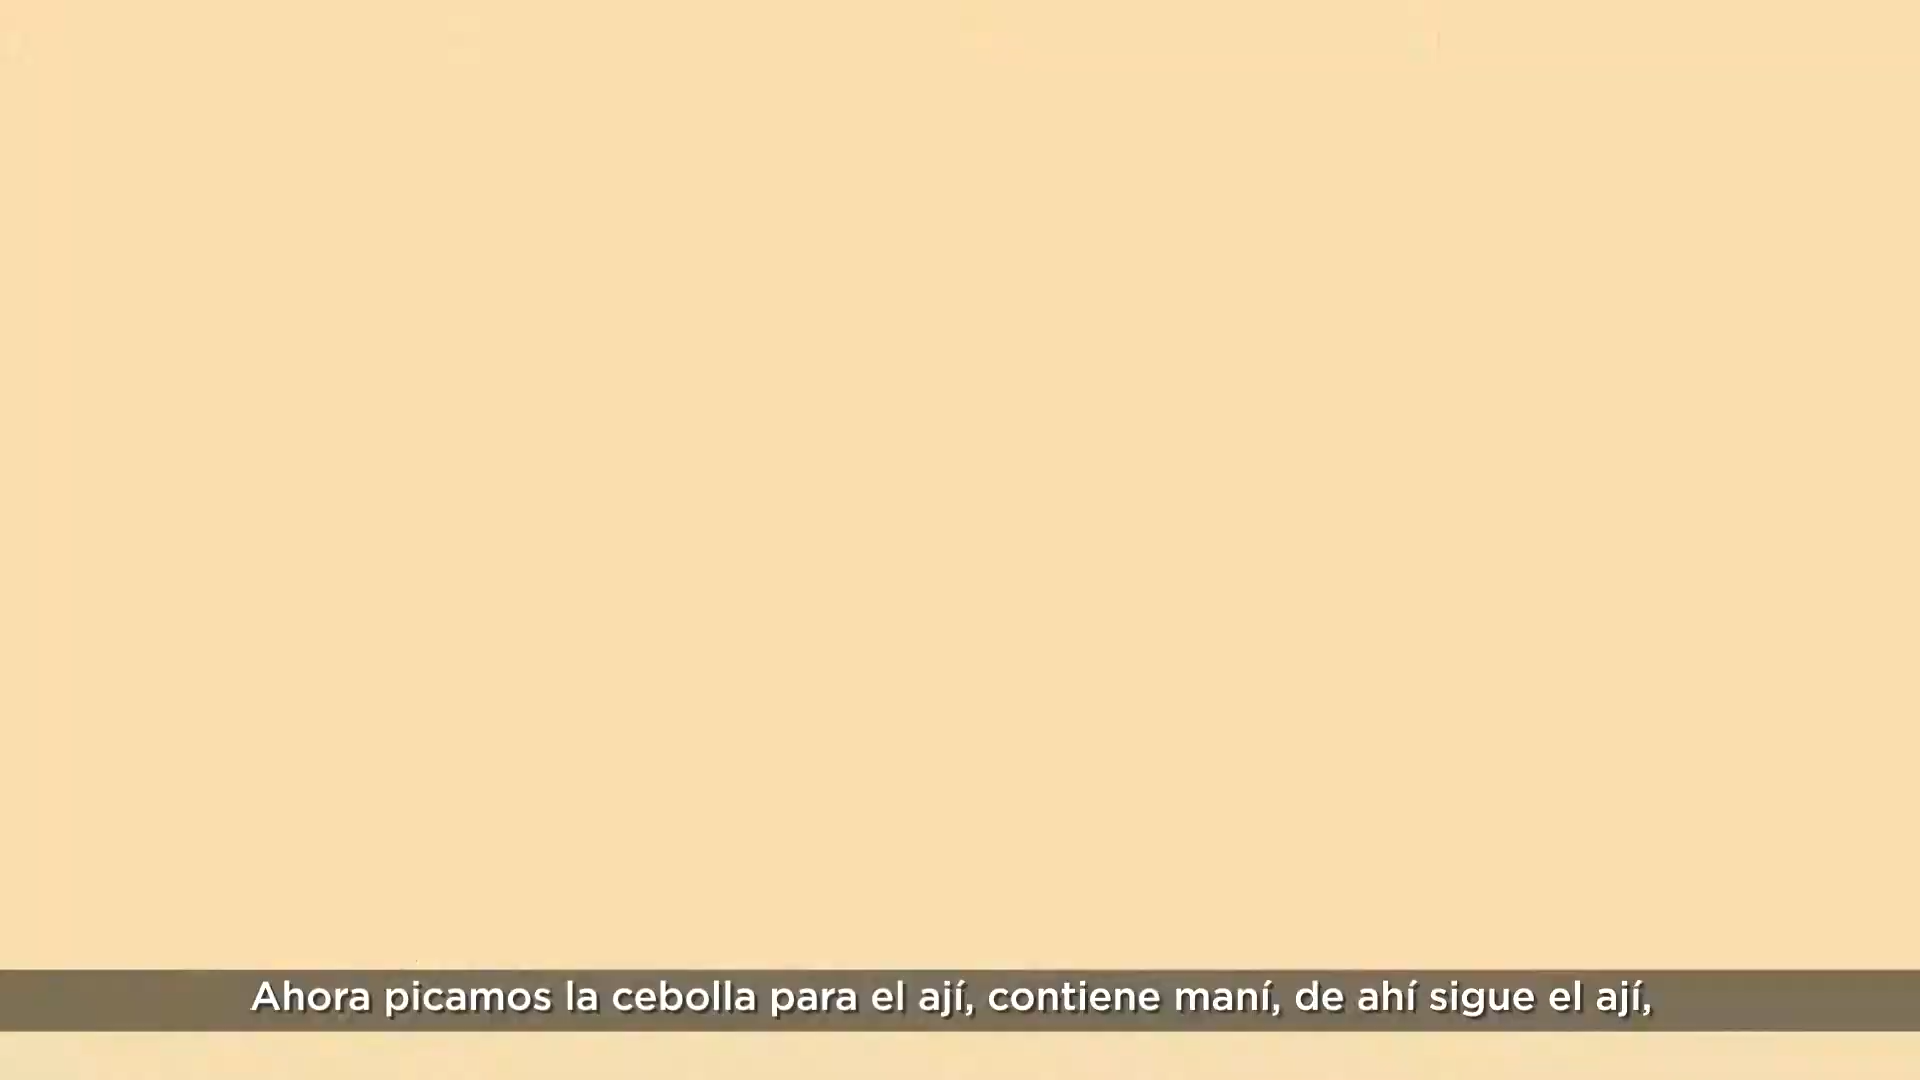 Ahora picamos la cebolla para el ají, contiene maní, de ahí sigue el ají,